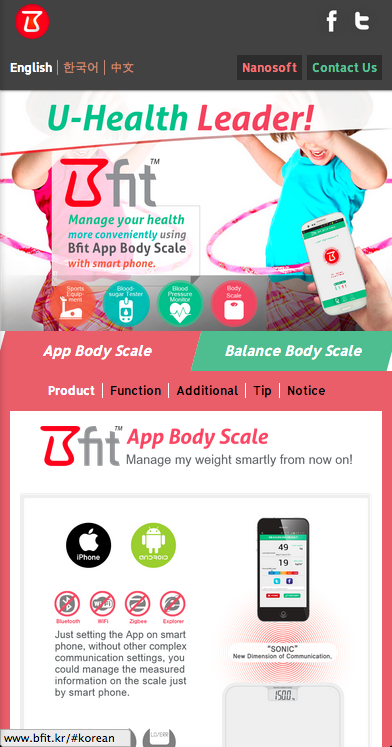 English 한국어 中文
Nanosoft Contact Us
U-Health Leader!
Bfit™
Manage your health
more conveniently using
Bfit App Body Scale
with smart phone.
Sports Equip- ment
Blood- sugar Tester
Blood Pressure Monitor
Body Scale
App Body Scale Balance Body Scale
Product Function Additional Tip Notice
Bfit™ App Body Scale
Manage my weight smartly from now on!
iPhone
ANDROID
Bluetooth WiFi Zigbee Explorer
Just setting the App on smart
phone, without other complex
communication settings, you
could manage the measured
information on the scale just
by smart phone.
49
19
"SONIC"
New Dimension of Communication.
150.0
LO/ERR
www.bfit.kr/#korean